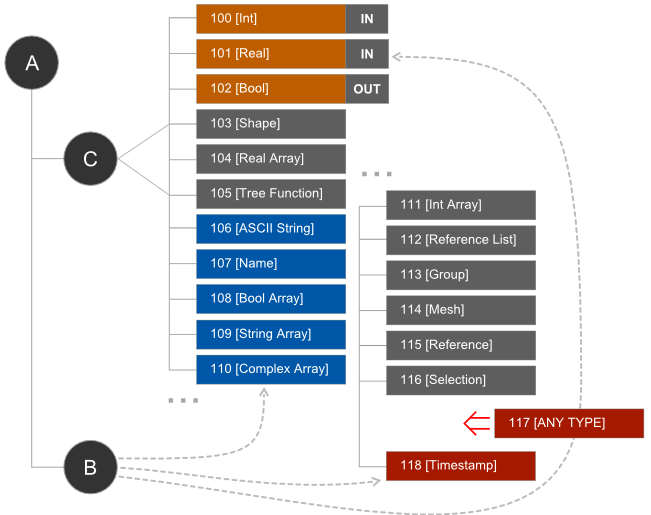 A
C
B
100 [Int] IN
101 [Real] IN
102 [Bool] OUT
103 [Shape]
104 [Real Array]
105 [Tree Function]
106 [ASCII String]
107 [Name]
108 [Bool Array]
109 [String Array]
110 [Complex Array]
...
...
111 [Int Array]
112 [Reference List]
113 [Group]
114 [Mesh]
115 [Reference]
116 [Selection]
117 [ANY TYPE]
118 [Timestamp]